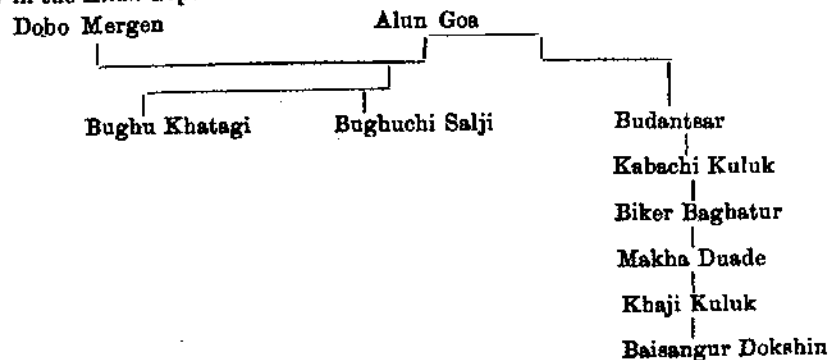 Dobo Mergen Alun Goa
Bughu Khatagi Bughuchi Salji Budantsar
Kabachi Kuluk
Biker Baghatur
Makha Duade
Khaji Kuluk
Baisangur Dokshin